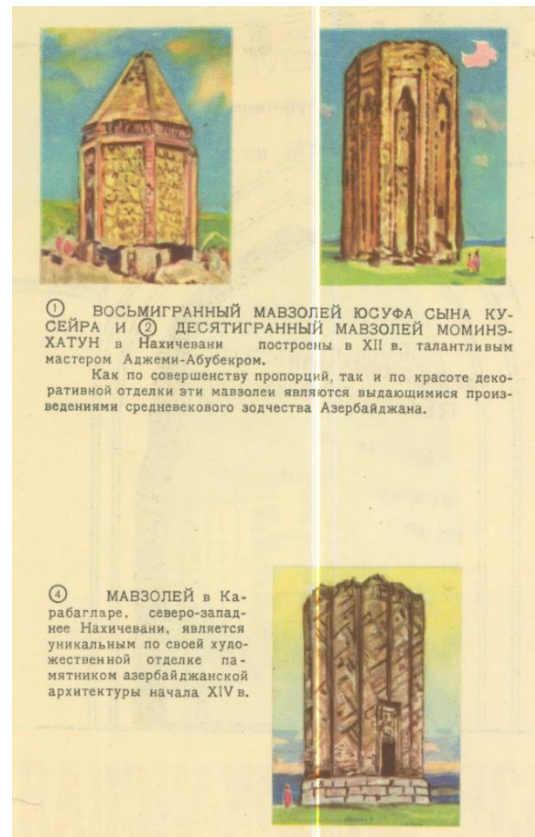 ① ВОСЬМИГРАННЫЙ МАВЗОЛЕЙ ЮСУФА СЫНА КУ-
СЕЙРА И ② ДЕСЯТИГРАННЫЙ МАВЗОЛЕЙ МОМИНЭ-
ХАТУН в Нахичевани построены в XII в. талантливым
мастером Аджеми-Абубекром.
Как по совершенству пропорций, так и по красоте деко-
ративной отделки эти мавзолеи являются выдающимися произ-
ведениями средневекового зодчества Азербайджана.
④ МАВЗОЛЕЙ в Ка-
рабагларе, северо-запад-
нее Нахичевани, является
уникальным по своей худо-
жественной отделке па-
мятником азербайджанской
архитектуры начала XIV в.